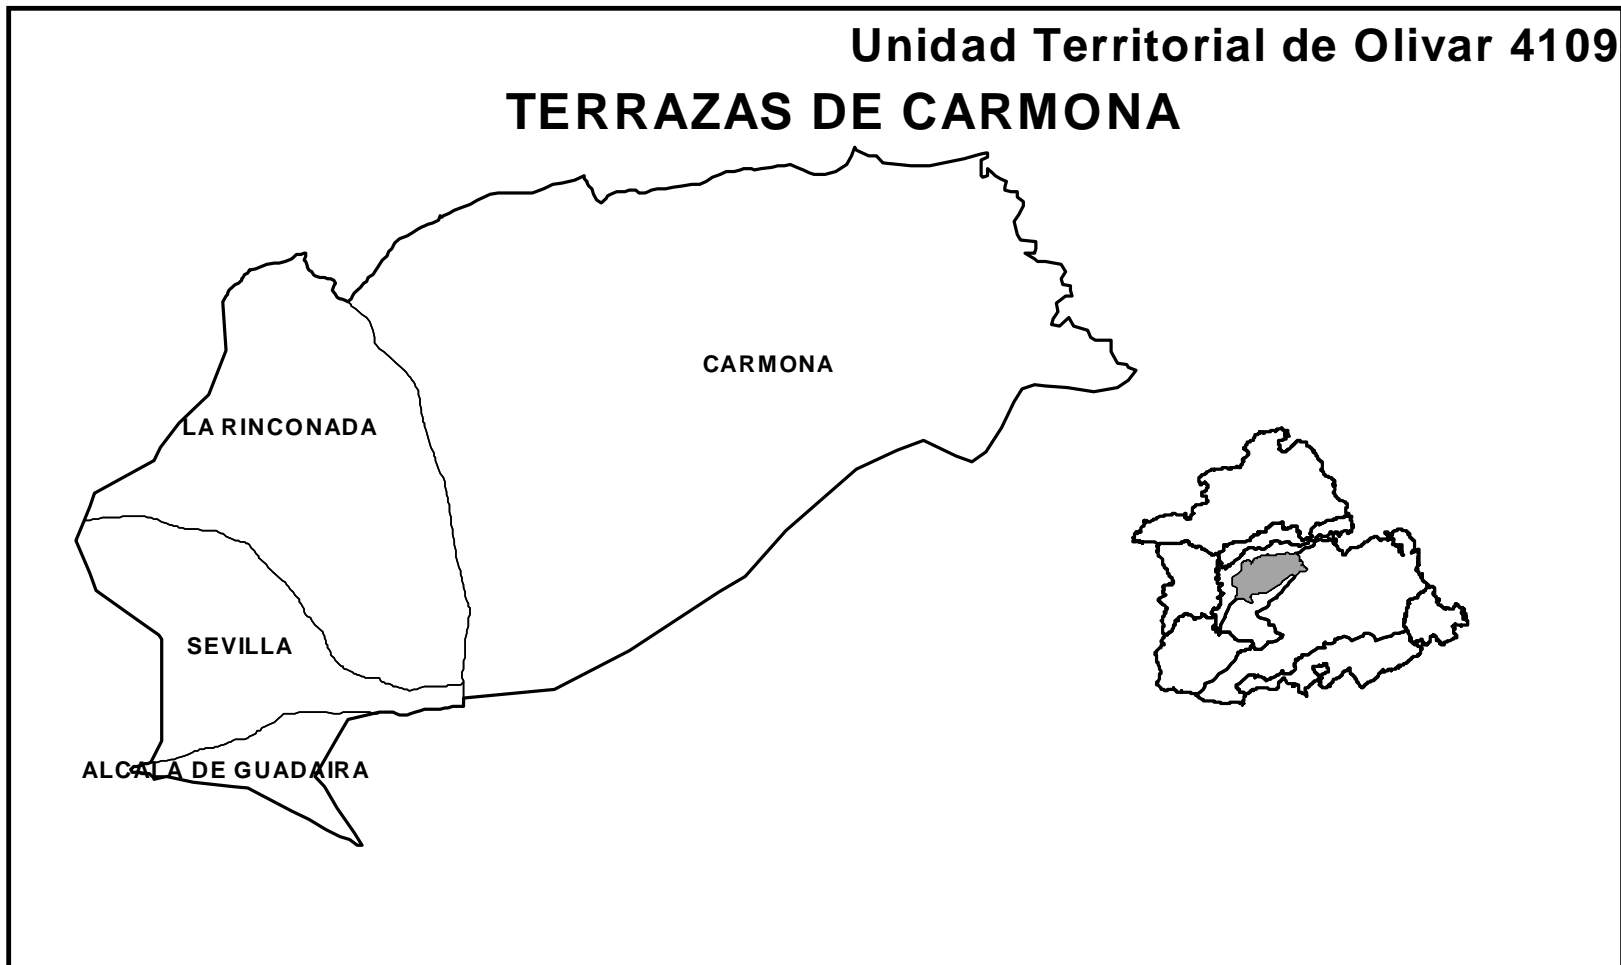 Unidad Territorial de Olivar 4109
TERRAZAS DE CARMONA
CARMONA
LA RINCONADA
SEVILLA
ALCALA DE GUADAIRA